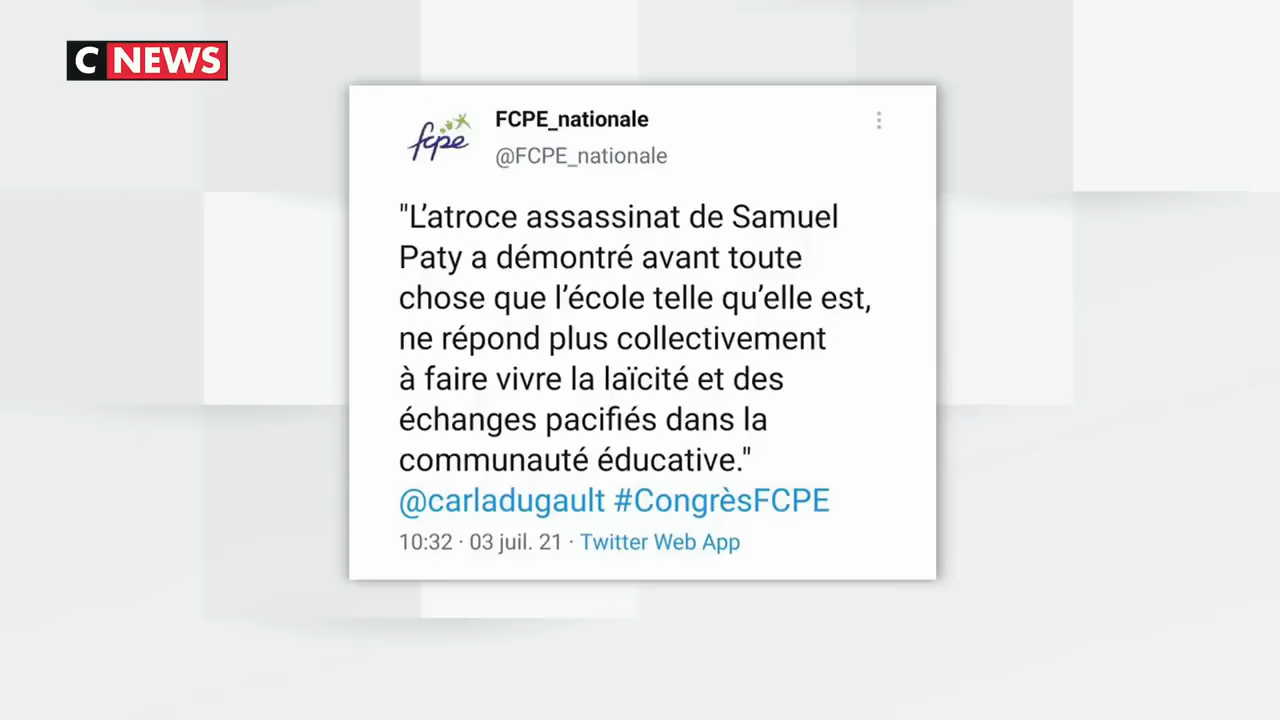 C NEWS
fcpe
FCPE_nationale
@FCPE_nationale
"L’atroce assassinat de Samuel
Paty a démontré avant toute
chose que l’école telle qu’elle est,
ne répond plus collectivement
à faire vivre la laïcité et des
échanges pacifiés dans la
communauté éducative."
@carladugault #CongrèsFCPE
10:32 · 03 juil. 21 · Twitter Web App